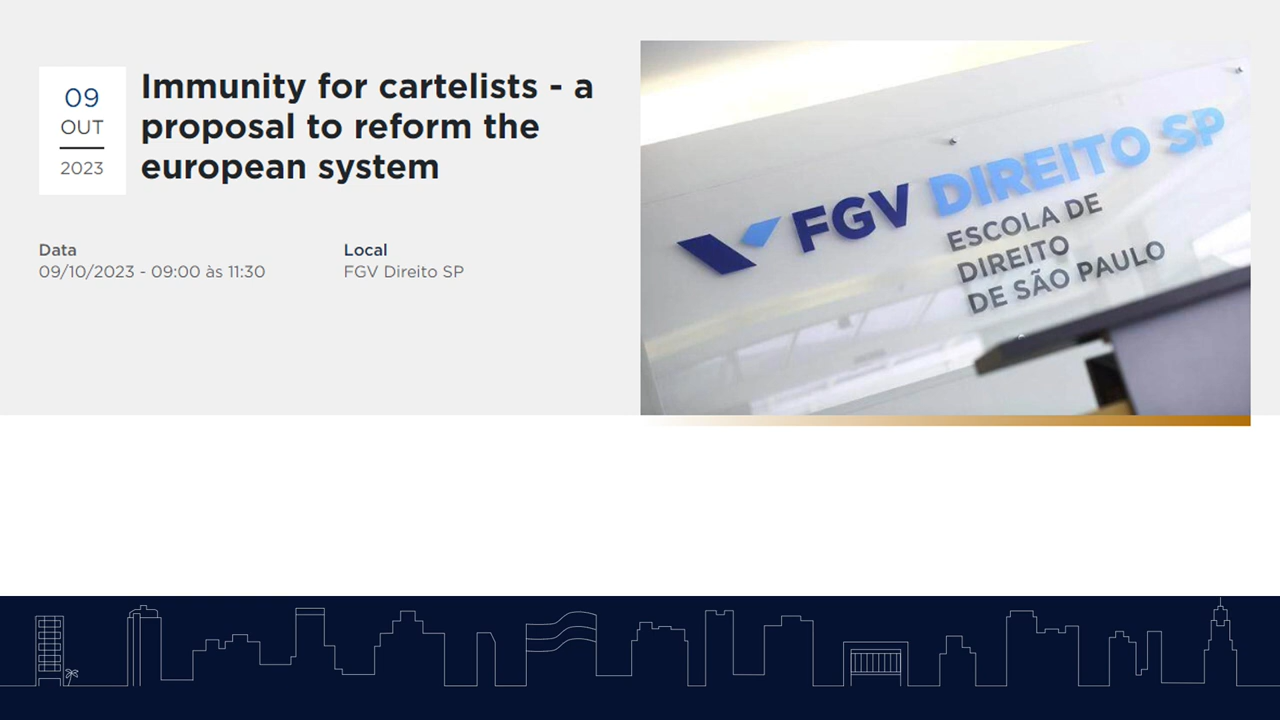 09
OUT
2023
Immunity for cartelists - a
proposal to reform the
european system
Data
09/10/2023 - 09:00 às 11:30
Local
FGV Direito SP
FGV DIREITO SP
ESCOLA DE
DIREITO
DE SÃO PAULO